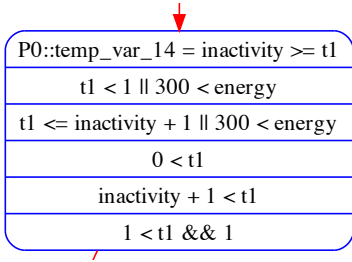 P0::temp_var_14 = inactivity >= t1
t1 < 1 || 300 < energy
t1 <= inactivity + 1 || 300 < energy
0 < t1
inactivity + 1 < t1
1 < t1 && 1